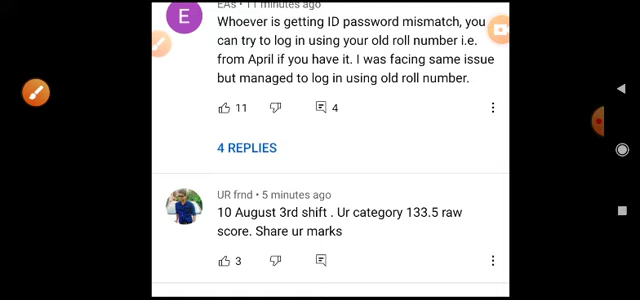 E
EAs • 11 minutes ago
Whoever is getting ID password mismatch, you
can try to log in using your old roll number i.e.
from April if you have it. I was facing same issue
but managed to log in using old roll number.
11
4
4 REPLIES
UR frnd • 5 minutes ago
10 August 3rd shift . Ur category 133.5 raw
score. Share ur marks
3